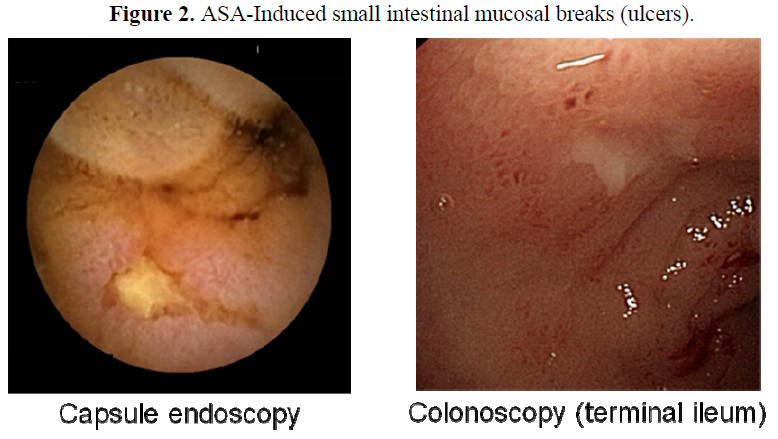 Figure 2. ASA-Induced small intestinal mucosal breaks (ulcers).
Capsule endoscopy
Colonoscopy (terminal ileum)